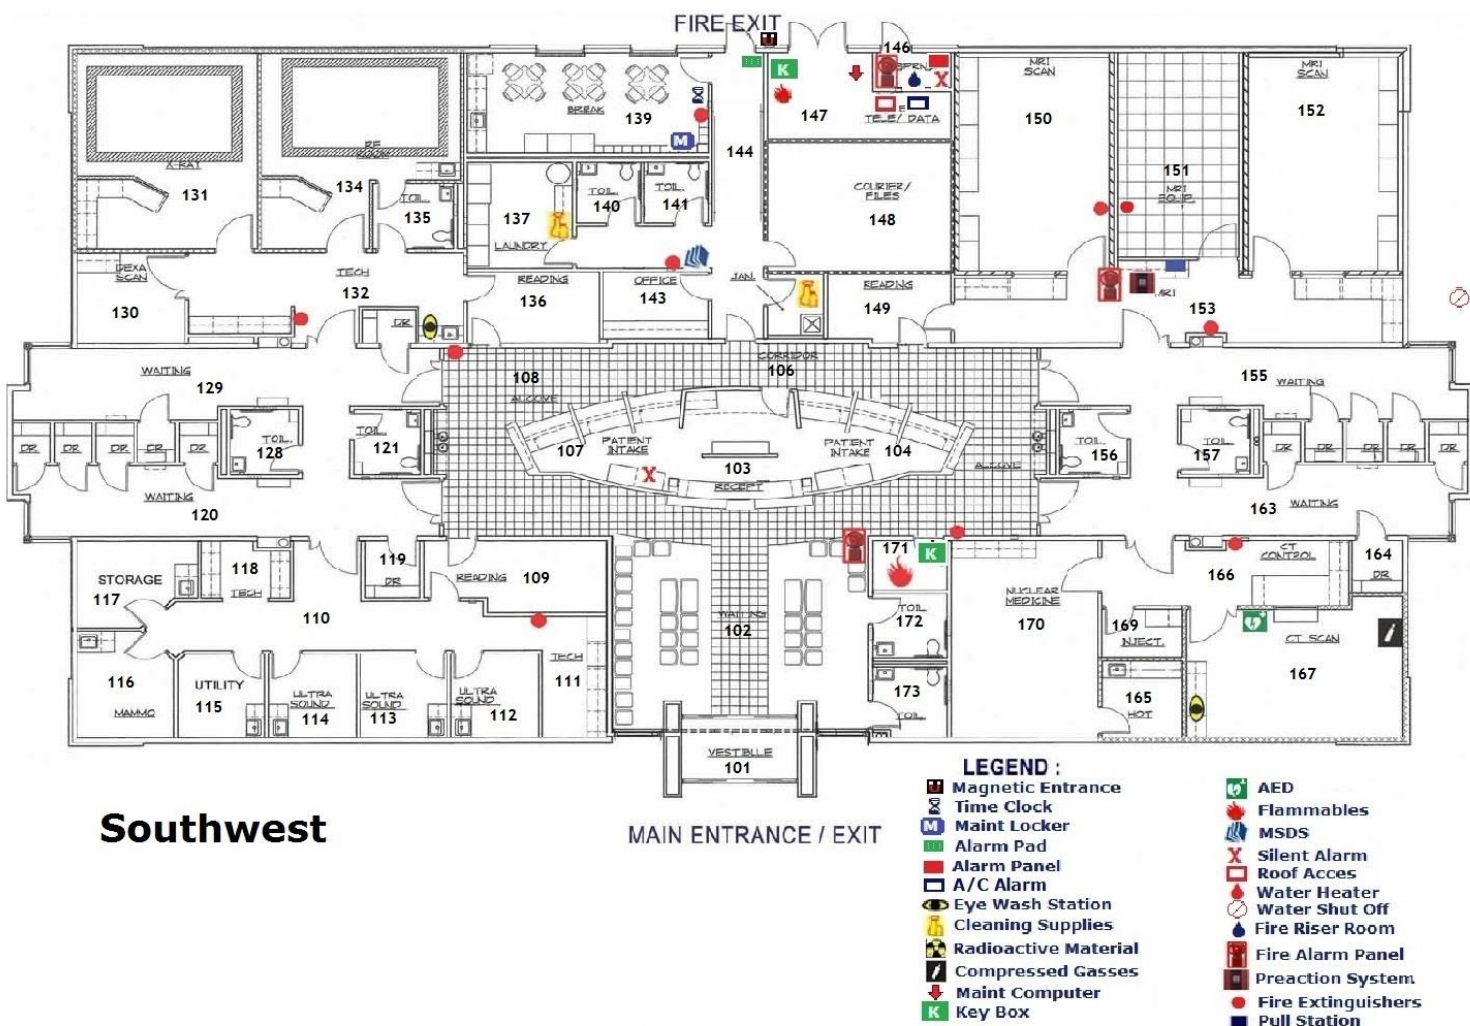 FIRE EXIT
146
SPRN
MRI
SCAN
150
MRI
SCAN
152
BREAK
139
M
K
147
E
TELE/ DATA
X-RAY
131
RF
ROOM
134
TOIL.
135
137
LAUNDRY
TOIL.
140
TOIL.
141
144
COURIER/
FILES
148
151
MRI
EQUIP.
DEXA
SCAN
130
TECH
132
DR
READING
136
OFFICE
143
JAN.
READING
149
MRI
153
WAITING
129
108
ALCOVE
CORRIDOR
106
155
WAITING
DR
DR
DR
DR
DR
TOIL.
128
TOIL.
121
107
PATIENT
INTAKE
103
RECEPT
PATIENT
INTAKE
104
ALCOVE
TOIL.
156
TOIL.
157
DR
DR
DR
DR
DR
WAITING
120
163
WAITING
STORAGE
117
118
TECH
119
DR
READING
109
110
171
K
NUCLEAR
MEDICINE
170
CT
CONTROL
166
164
DR
WAITING
102
TOIL
172
169
INJECT.
CT SCAN
167
116
MAMMO
UTILITY
115
ULTRA
SOUND
114
ULTRA
SOUND
113
ULTRA
SOUND
112
TECH
111
173
TOIL.
165
HOT
VESTIBLLE
101
Southwest
MAIN ENTRANCE / EXIT
LEGEND :
Magnetic Entrance
Time Clock
M Maint Locker
Alarm Pad
Alarm Panel
A/C Alarm
Eye Wash Station
Cleaning Supplies
Radioactive Material
Compressed Gasses
Maint Computer
K Key Box
AED
Flammables
MSDS
Silent Alarm
Roof Acces
Water Heater
Water Shut Off
Fire Riser Room
Fire Alarm Panel
Preaction System
Fire Extinguishers
Pull Station